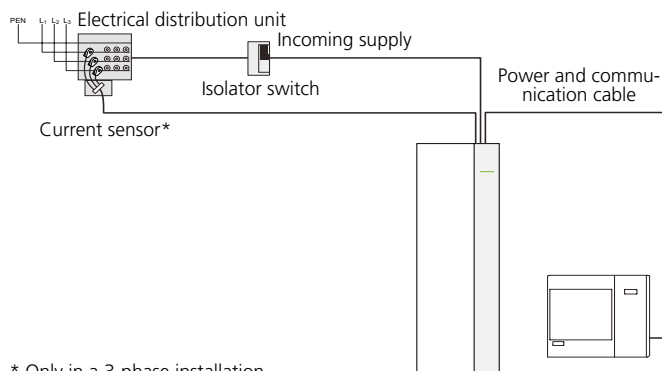 PEN L1 L2 L3 Electrical distribution unit
Incoming supply
Isolator switch
Power and commu-
nication cable
Current sensor*
* Only in a 3-phase installation